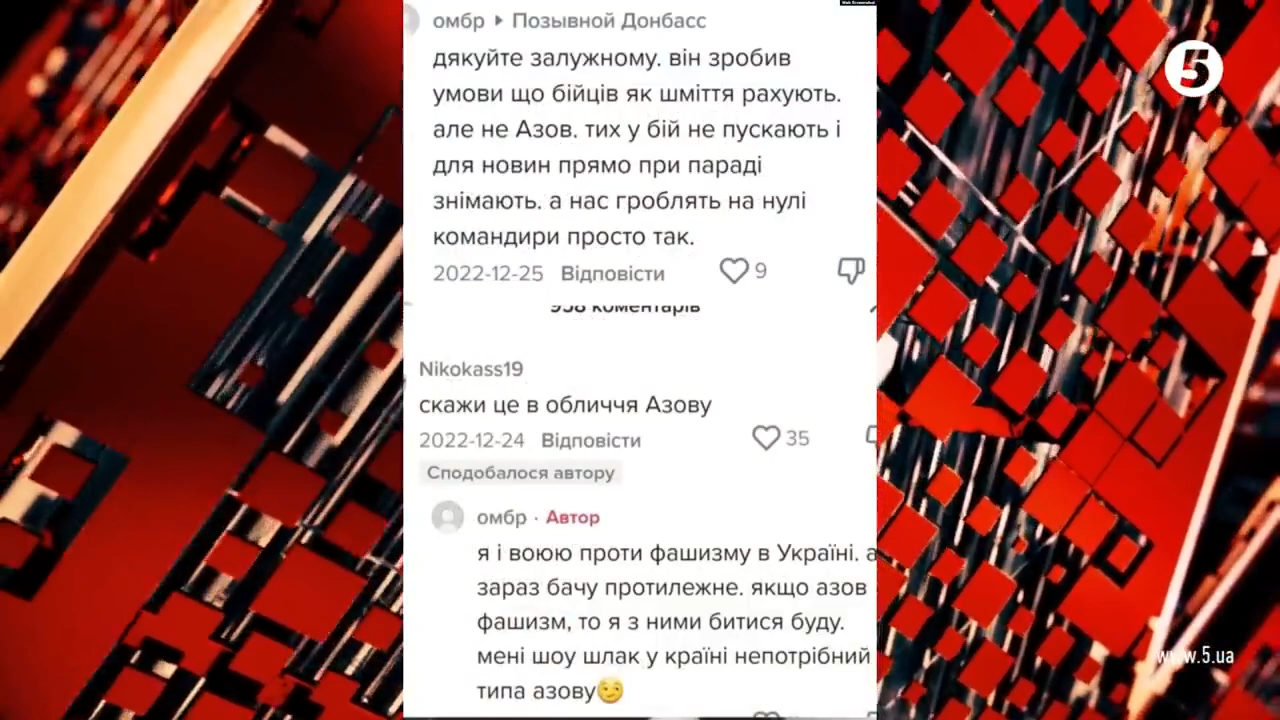 омбр ▸ Позывной Донбасс
дякуйте залужному. він зробив
умови що бійців як шміття рахують.
але не Азов. тих у бій не пускають і
для новин прямо при параді
знімають. а нас гроблять на нулі
командири просто так.
2022-12-25 Відповісти 9
958 коментарів
Nikokass19
скажи це в обличчя Азову
2022-12-24 Відповісти 35
Сподобалося автору
омбр · Автор
я і воюю проти фашизму в Україні. а
зараз бачу протилежне. якщо азов
фашизм, то я з ними битися буду.
мені шоу шлак у країні непотрібний
типа азову😏
5
www.5.ua